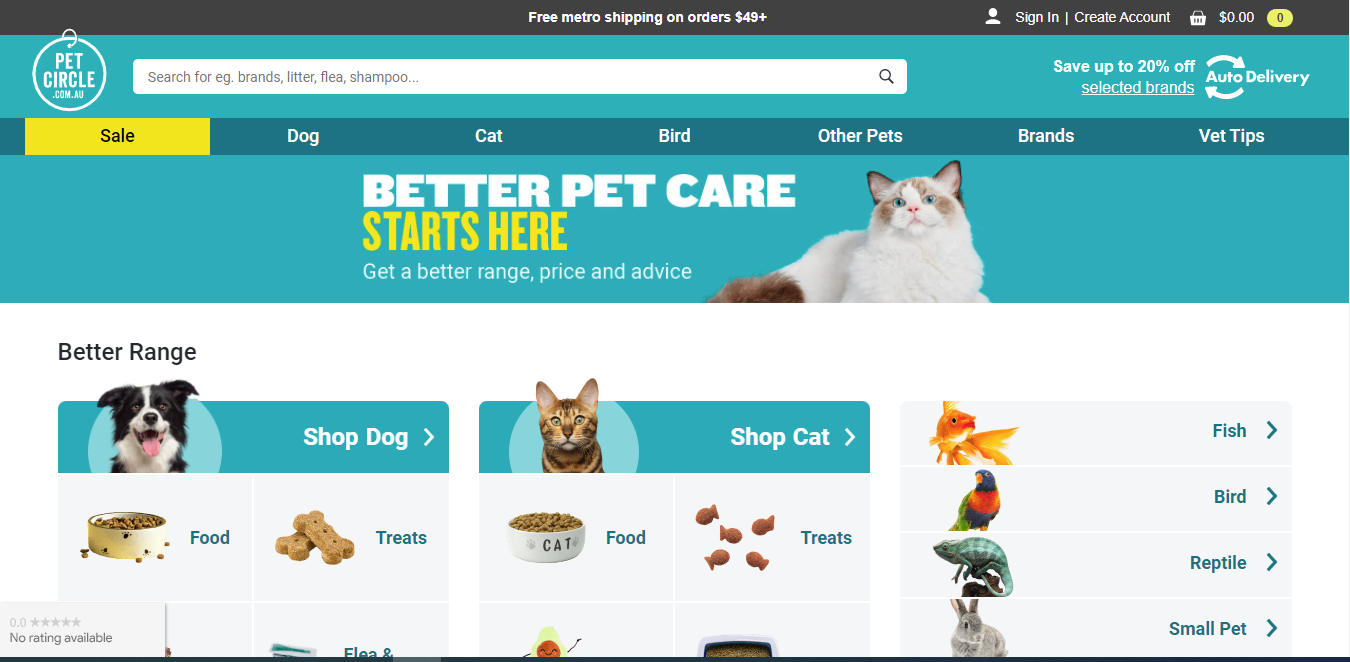 Free metro shipping on orders $49+
Sign In | Create Account
$0.00
0
PET
CIRCLE
.COM.AU
Search for eg. brands, litter, flea, shampoo...
Save up to 20% off
selected brands
Auto Delivery
Sale
Dog
Cat
Bird
Other Pets
Brands
Vet Tips
BETTER PET CARE
STARTS HERE
Get a better range, price and advice
Better Range
Shop Dog
Shop Cat
Fish
Bird
Reptile
Small Pet
Food
Treats
CAT
Food
Treats
0.0 ★★★★★
No rating available
Flea &